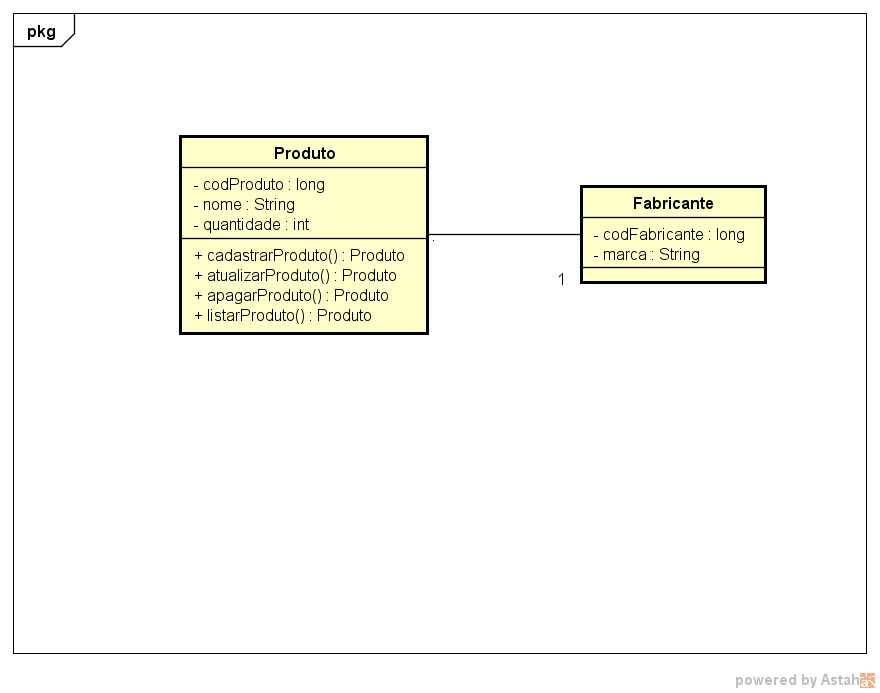 pkg
Produto
- codProduto : long
- nome : String
- quantidade : int
+ cadastrarProduto() : Produto
+ atualizarProduto() : Produto
+ apagarProduto() : Produto
+ listarProduto() : Produto
Fabricante
- codFabricante : long
- marca : String
1
powered by Astah